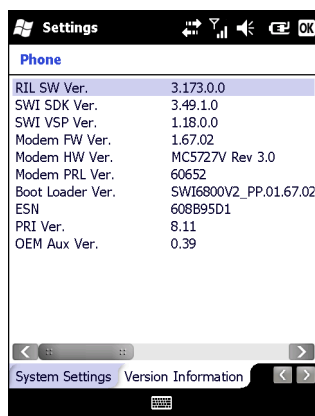 Settings
OK
Phone
RIL SW Ver. 3.173.0.0
SWI SDK Ver. 3.49.1.0
SWI VSP Ver. 1.18.0.0
Modem FW Ver. 1.67.02
Modem HW Ver. MC5727V Rev 3.0
Modem PRL Ver. 60652
Boot Loader Ver. SWI6800V2_PP.01.67.02
ESN 608B95D1
PRI Ver. 8.11
OEM Aux Ver. 0.39
System Settings Version Information